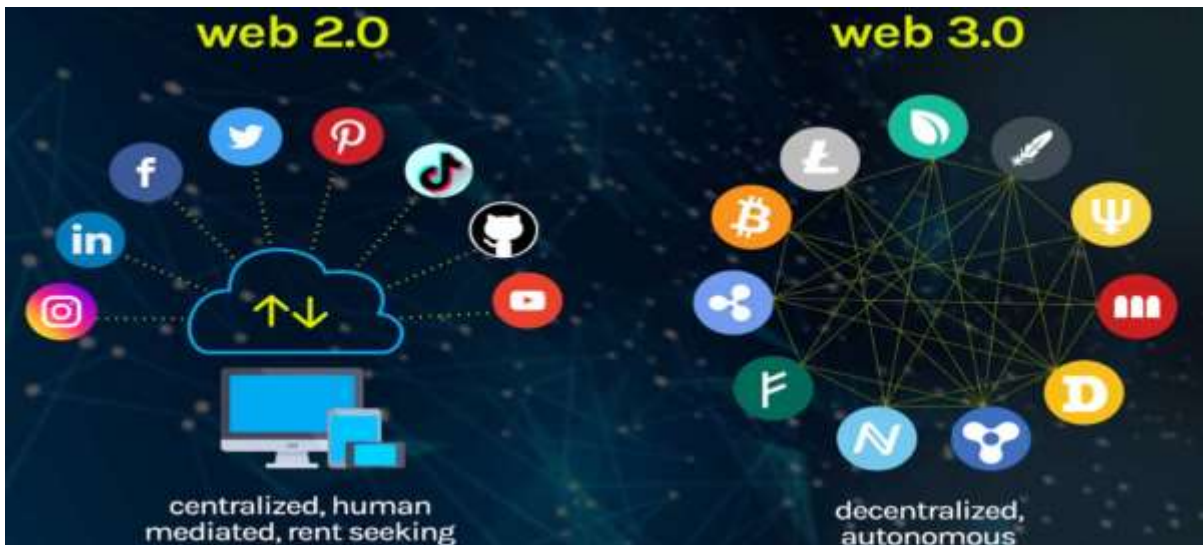 web 2.0
web 3.0
centralized, human
mediated, rent seeking
decentralized,
autonomous